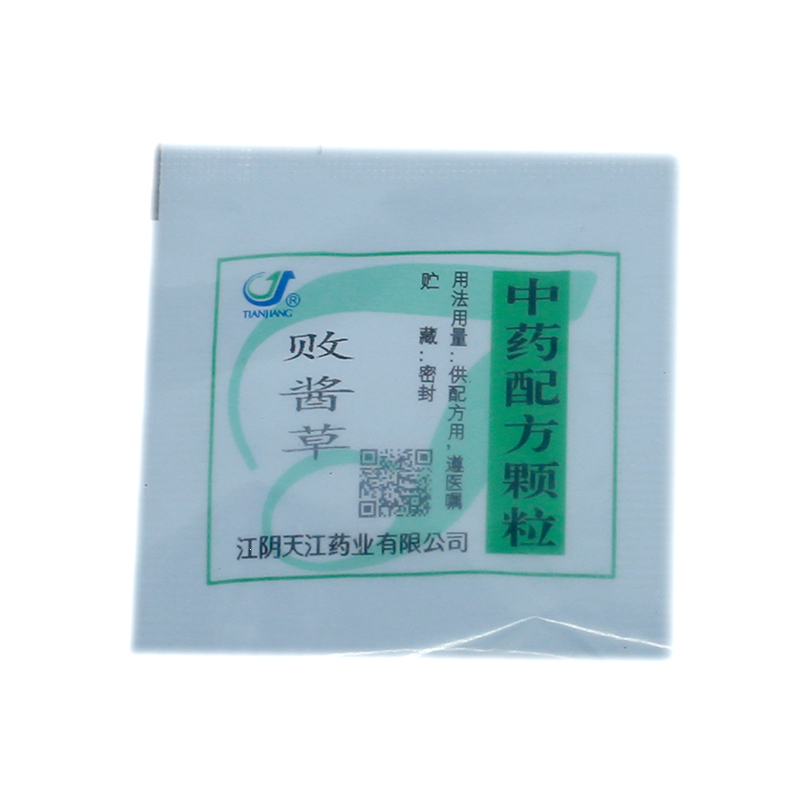 中药配方颗粒
用法用量:供配方用,遵医嘱
贮 藏:密封
®
TIANJIANG
败酱草
江阴天江药业有限公司